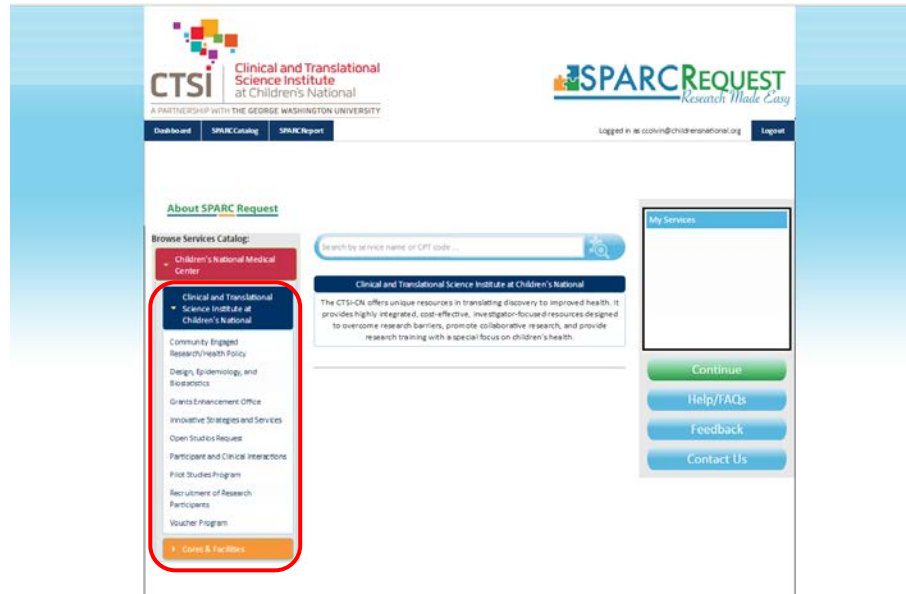 CTSi
Clinical and Translational
Science Institute
at Children's National
A PARTNERSHIP WITH THE GEORGE WASHINGTON UNIVERSITY
SPARCREQUEST
Research Made Easy
Dashboard SPARCCatalog SPARCReport
Logged in as ccolvin@childrensnational.org Logout
About SPARC Request
Browse Services Catalog:
Children's National Medical
Center
Clinical and Translational
Science Institute at
Children's National
Community Engaged
Research/Health Policy
Design, Epidemiology, and
Biostatistics
Grants Enhancement Office
Innovative Strategies and Services
Open Studios Request
Participant and Clinical Interactions
Pilot Studies Program
Recruitment of Research
Participants
Voucher Program
Cores & Facilities
Search by service name or CPT code ...
Clinical and Translational Science Institute at Children's National
The CTSI-CN offers unique resources in translating discovery to improved health. It
provides highly integrated, cost-effective, investigator-focused resources designed
to overcome research barriers, promote collaborative research, and provide
research training with a special focus on children's health.
My Services
Continue
Help/FAQs
Feedback
Contact Us